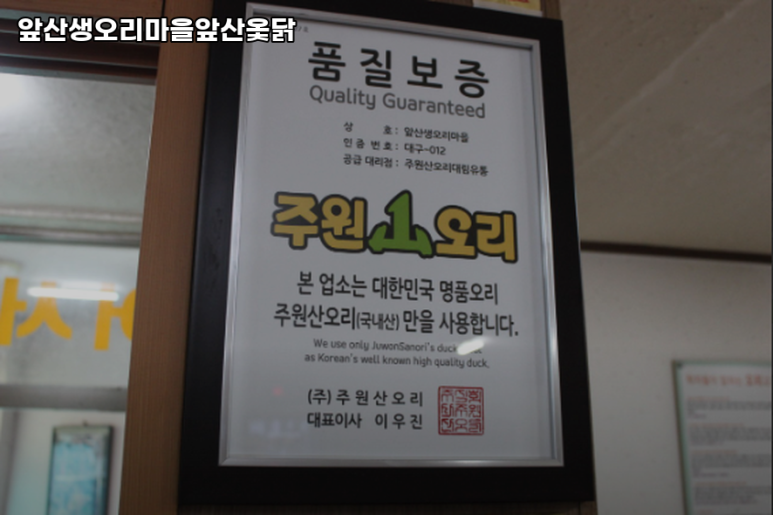 앞산생오리마을앞산옻닭
품질보증
Quality Guaranteed
상 호 : 앞산생오리마을
인증 번호 : 대구-012
공급 대리점 : 주원산오리대림유통
주원산오리
본 업소는 대한민국 명품오리
주원산오리(국내산) 만을 사용합니다.
We use only JuwonSanori's duck
as Korean's well known high quality duck.
(주) 주원산오리
대표이사 이우진